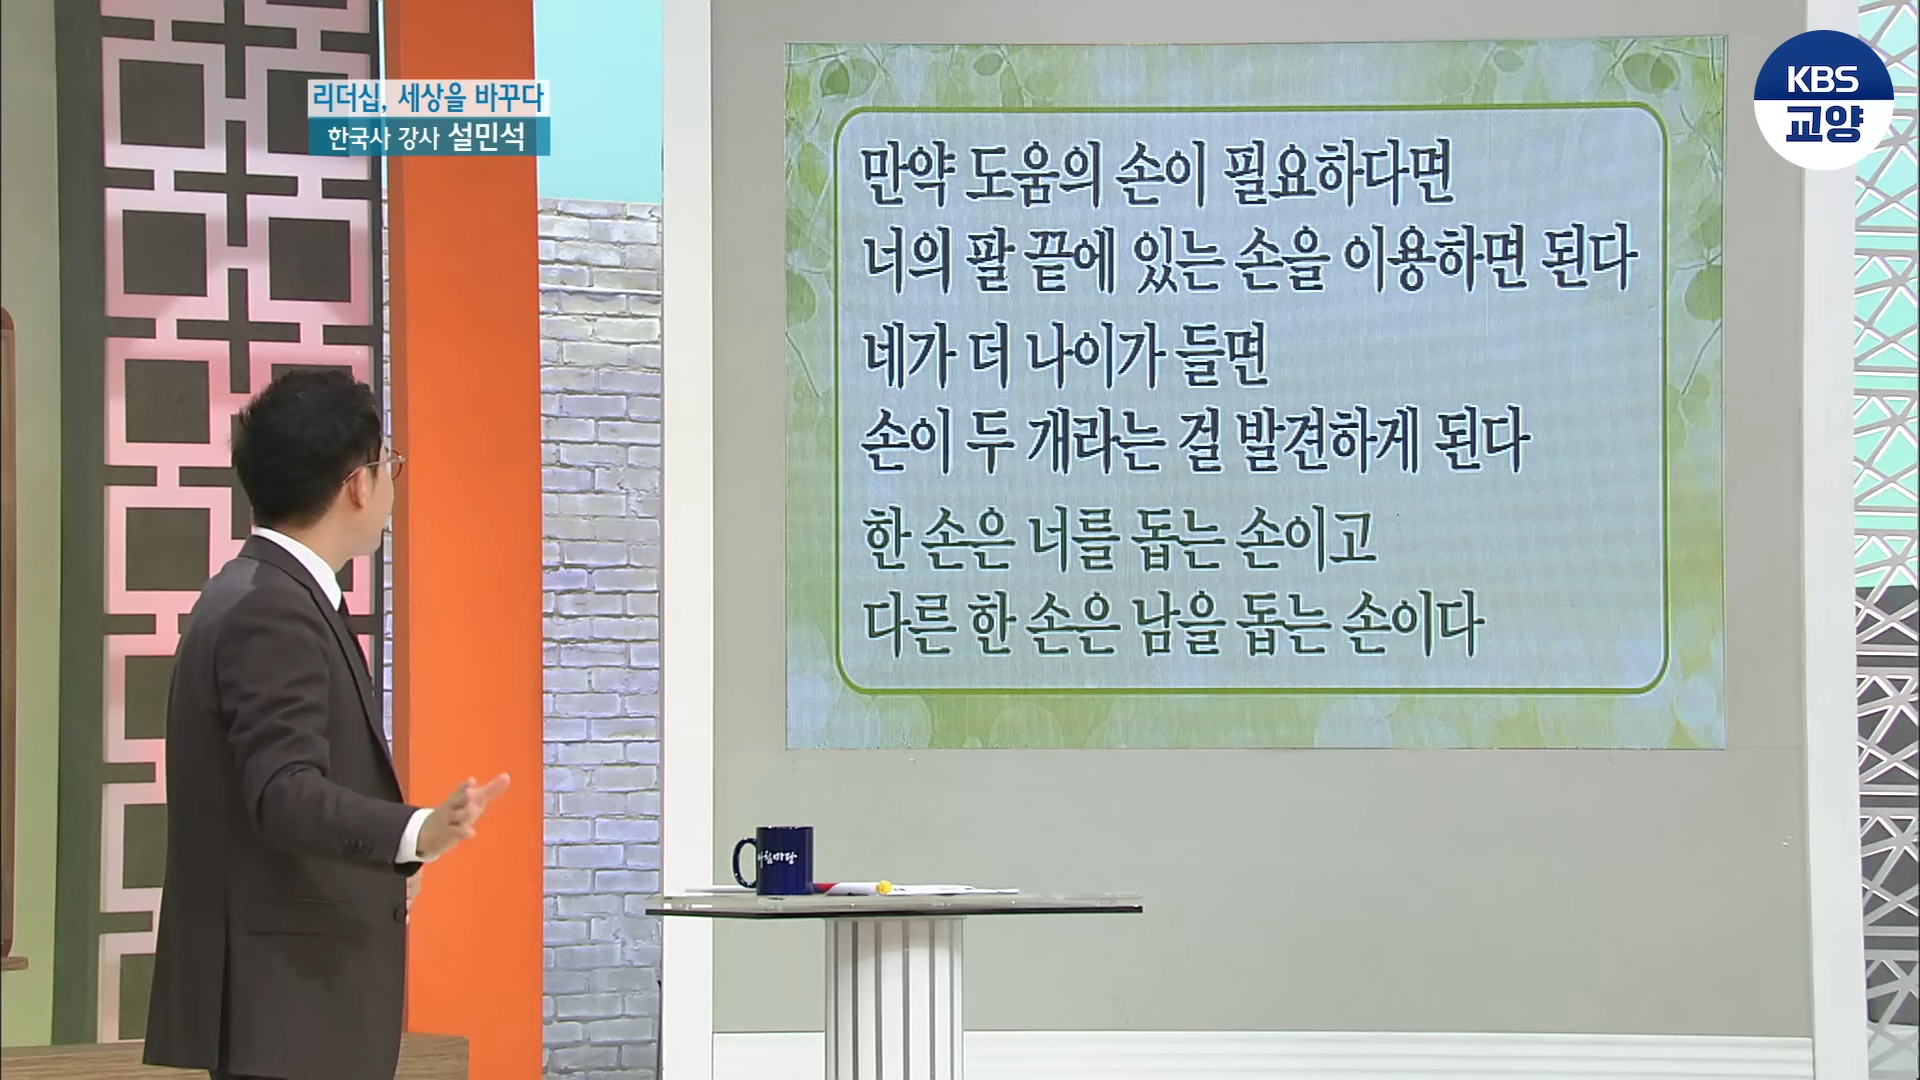 리더십, 세상을 바꾸다
한국사 강사 설민석
KBS
교양
만약 도움의 손이 필요하다면
너의 팔 끝에 있는 손을 이용하면 된다
네가 더 나이가 들면
손이 두 개라는 걸 발견하게 된다
한 손은 너를 돕는 손이고
다른 한 손은 남을 돕는 손이다
침마당